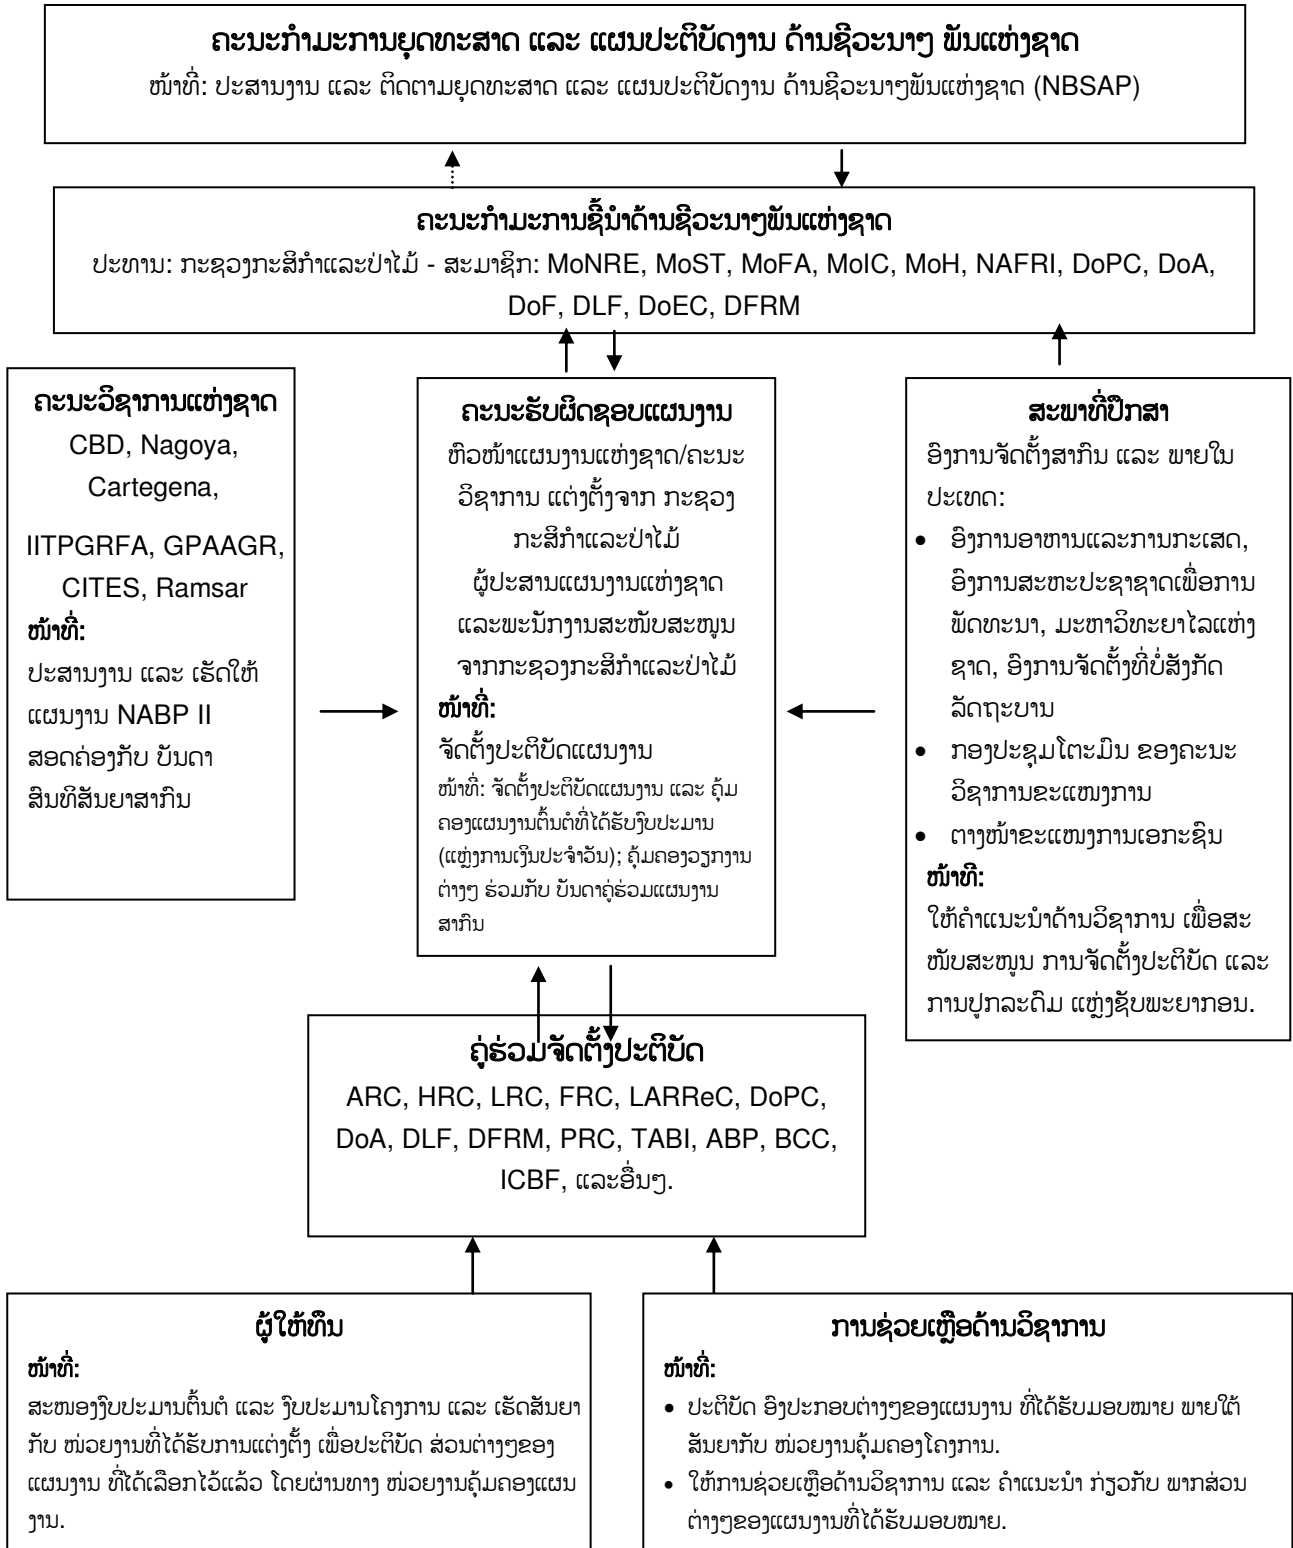 ຄະນະກຳມະການຍຸດທະສາດ ແລະ ແຜນປະຕິບັດງານ ດ້ານຊີວະນາໆ ພັນແຫ່ງຊາດ
ໜ້າທີ່: ປະສານງານ ແລະ ຕິດຕາມຍຸດທະສາດ ແລະ ແຜນປະຕິບັດງານ ດ້ານຊີວະນາໆພັນແຫ່ງຊາດ (NBSAP)
ຄະນະກຳມະການຊີ້ນຳດ້ານຊີວະນາໆພັນແຫ່ງຊາດ
ປະທານ: ກະຊວງກະສິກຳແລະປ່າໄມ້ - ສະມາຊິກ: MoNRE, MoST, MoFA, MoIC, MoH, NAFRI, DoPC, DoA,
DoF, DLF, DoEC, DFRM
ຄະນະວິຊາການແຫ່ງຊາດ
CBD, Nagoya,
Cartegena,
IITPGRFA, GPAAGR,
CITES, Ramsar
ໜ້າທີ່:
ປະສານງານ ແລະ ເຮັດໃຫ້
ແຜນງານ NABP II
ສອດຄ່ອງກັບ ບັນດາ
ສົນທິສັນຍາສາກົນ
ຄະນະຮັບຜິດຊອບແຜນງານ
ຫົວໜ້າແຜນງານແຫ່ງຊາດ/ຄະນະ
ວິຊາການ ແຕ່ງຕັ້ງຈາກ ກະຊວງ
ກະສິກຳແລະປ່າໄມ້
ຜູ້ປະສານແຜນງານແຫ່ງຊາດ
ແລະພະນັກງານສະໜັບສະໜູນ
ຈາກກະຊວງກະສິກຳແລະປ່າໄມ້
ໜ້າທີ່:
ຈັດຕັ້ງປະຕິບັດແຜນງານ
ໜ້າທີ່: ຈັດຕັ້ງປະຕິບັດແຜນງານ ແລະ ຄຸ້ມ
ຄອງແຜນງານຕົ້ນຕໍທີ່ໄດ້ຮັບງົບປະມານ
(ແຫຼ່ງການເງິນປະຈຳວັນ); ຄຸ້ມຄອງວຽກງານ
ຕ່າງໆ ຮ່ວມກັບ ບັນດາຄູ່ຮ່ວມແຜນງານ
ສາກົນ
ສະພາທີ່ປຶກສາ
ອົງການຈັດຕັ້ງສາກົນ ແລະ ພາຍໃນ
ປະເທດ:
• ອົງການອາຫານແລະການກະເສດ,
ອົງການສະຫະປະຊາຊາດເພື່ອການ
ພັດທະນາ, ມະຫາວິທະຍາໄລແຫ່ງ
ຊາດ, ອົງການຈັດຕັ້ງທີ່ບໍ່ສັງກັດ
ລັດຖະບານ
• ກອງປະຊຸມໂຕະມົນ ຂອງຄະນະ
ວິຊາການຂະແໜງການ
• ຕາງໜ້າຂະແໜງການເອກະຊົນ
ໜ້າທີ:
ໃຫ້ຄຳແນະນຳດ້ານວິຊາການ ເພື່ອສະ
ໜັບສະໜູນ ການຈັດຕັ້ງປະຕິບັດ ແລະ
ການປູກລະດົມ ແຫຼ່ງຊັບພະຍາກອນ.
ຄູ່ຮ່ວມຈັດຕັ້ງປະຕິບັດ
ARC, HRC, LRC, FRC, LARReC, DoPC,
DoA, DLF, DFRM, PRC, TABI, ABP, BCC,
ICBF, ແລະອື່ນໆ.
ຜູ້ໃຫ້ທຶນ
ໜ້າທີ່:
ສະໜອງງົບປະມານຕົ້ນຕໍ ແລະ ງົບປະມານໂຄງການ ແລະ ເຮັດສັນຍາ
ກັບ ໜ່ວຍງານທີ່ໄດ້ຮັບການແຕ່ງຕັ້ງ ເພື່ອປະຕິບັດ ສ່ວນຕ່າງໆຂອງ
ແຜນງານ ທີ່ໄດ້ເລືອກໄວ້ແລ້ວ ໂດຍຜ່ານທາງ ໜ່ວຍງານຄຸ້ມຄອງແຜນ
ງານ.
ການຊ່ວຍເຫຼືອດ້ານວິຊາການ
ໜ້າທີ່:
• ປະຕິບັດ ອົງປະກອບຕ່າງໆຂອງແຜນງານ ທີ່ໄດ້ຮັບມອບໝາຍ ພາຍໃຕ້
ສັນຍາກັບ ໜ່ວຍງານຄຸ້ມຄອງໂຄງການ.
• ໃຫ້ການຊ່ວຍເຫຼືອດ້ານວິຊາການ ແລະ ຄຳແນະນຳ ກ່ຽວກັບ ພາກສ່ວນ
ຕ່າງໆຂອງແຜນງານທີ່ໄດ້ຮັບມອບໝາຍ.